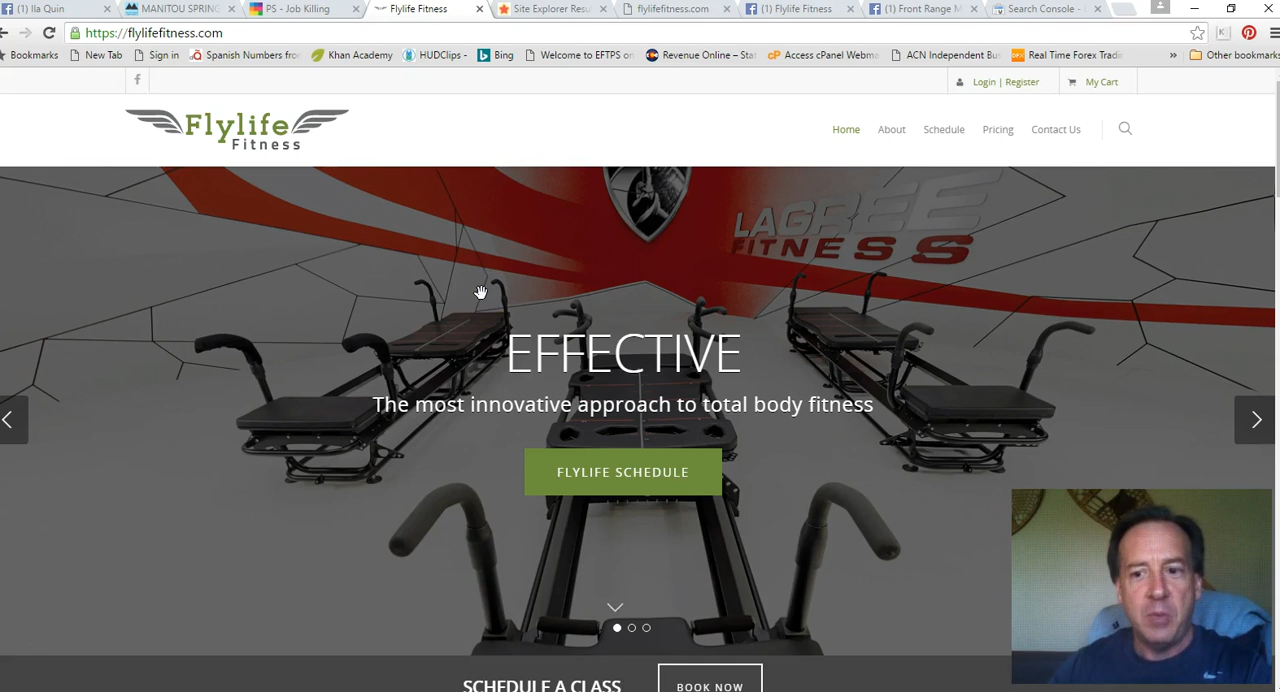 (1) Ila Quin
MANITOU SPRING
PS - Job Killing
Flylife Fitness
Site Explorer Resu
flylifefitness.com
(1) Flylife Fitness
(1) Front Range M
Search Console -
https://flylifefitness.com
Bookmarks
New Tab
Sign in
Spanish Numbers fro
Khan Academy
HUDClips -
Bing
Welcome to EFTPS on
Revenue Online – Stat
Access cPanel Webma
ACN Independent Bus
Real Time Forex Tradi
»
Other bookmarks
Login | Register
My Cart
Flylife
Fitness
Home
About
Schedule
Pricing
Contact Us
LAGREE
FITNESS
EFFECTIVE
The most innovative approach to total body fitness
FLYLIFE SCHEDULE
SCHEDULE A CLASS
BOOK NOW